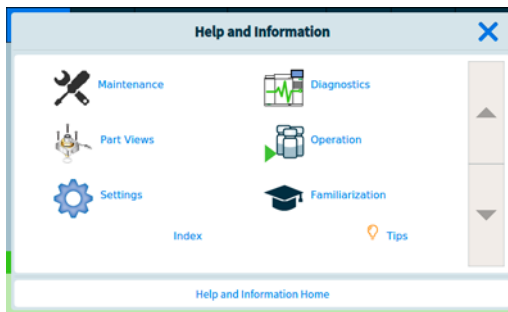 Help and Information
Maintenance
Diagnostics
Part Views
Operation
Settings
Familiarization
Index
Tips
Help and Information Home